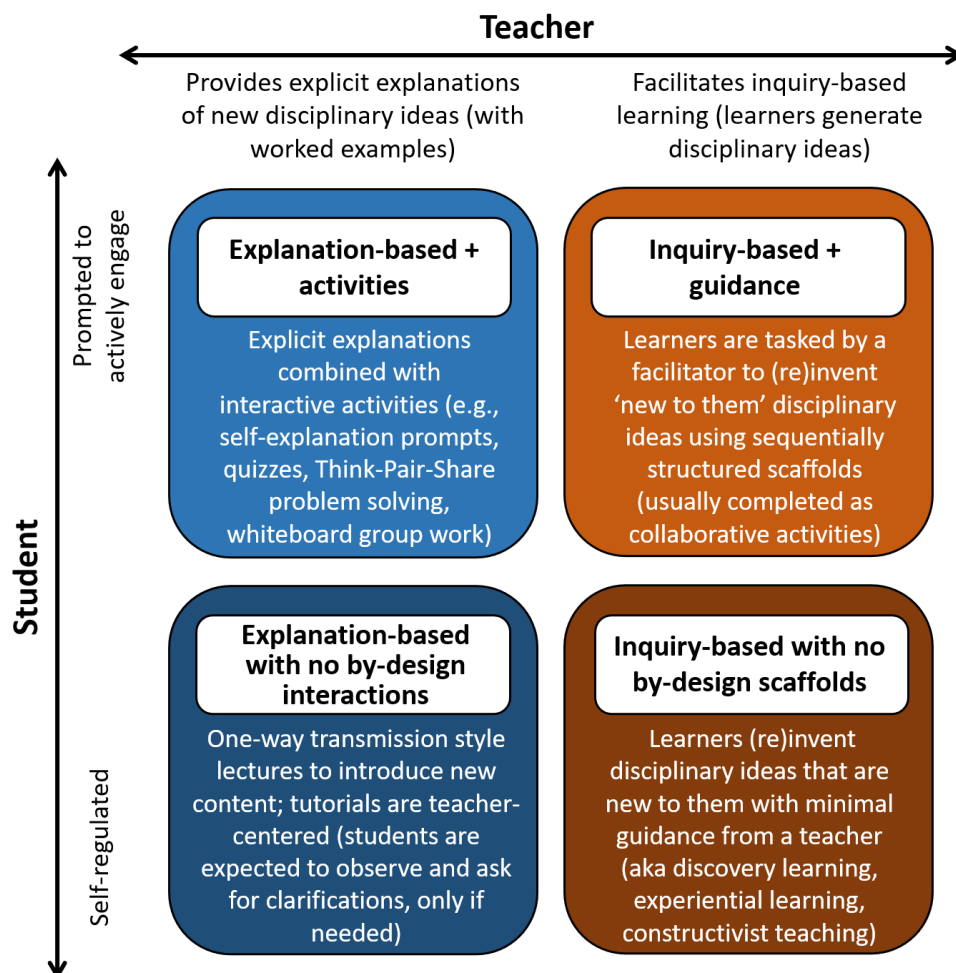 Teacher
Provides explicit explanations
of new disciplinary ideas (with
worked examples)
Facilitates inquiry-based
learning (learners generate
disciplinary ideas)
Student
Prompted to
actively engage
Explanation-based +
activities
Explicit explanations
combined with
interactive activities (e.g.,
self-explanation prompts,
quizzes, Think-Pair-Share
problem solving,
whiteboard group work)
Inquiry-based +
guidance
Learners are tasked by a
facilitator to (re)invent
‘new to them’ disciplinary
ideas using sequentially
structured scaffolds
(usually completed as
collaborative activities)
Self-regulated
Explanation-based
with no by-design
interactions
One-way transmission style
lectures to introduce new
content; tutorials are teacher-
centered (students are
expected to observe and ask
for clarifications, only if
needed)
Inquiry-based with no
by-design scaffolds
Learners (re)invent
disciplinary ideas that are
new to them with minimal
guidance from a teacher
(aka discovery learning,
experiential learning,
constructivist teaching)